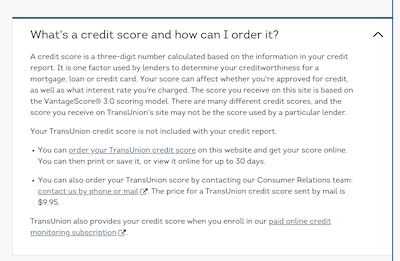 What's a credit score and how can I order it?
A credit score is a three-digit number calculated based on the information in your credit
report. It is one factor used by lenders to determine your creditworthiness for a
mortgage, loan or credit card. Your score can affect whether you're approved for credit,
as well as what interest rate you're charged. The score you receive on this site is based on
the VantageScore® 3.0 scoring model. There are many different credit scores, and the
score you receive on TransUnion's site may not be the score used by a particular lender.
Your TransUnion credit score is not included with your credit report.
• You can order your TransUnion credit score on this website and get your score online.
You can then print or save it, or view it online for up to 30 days.
• You can also order your TransUnion score by contacting our Consumer Relations team:
contact us by phone or mail. The price for a TransUnion credit score sent by mail is
$9.95.
TransUnion also provides your credit score when you enroll in our paid online credit
monitoring subscription.